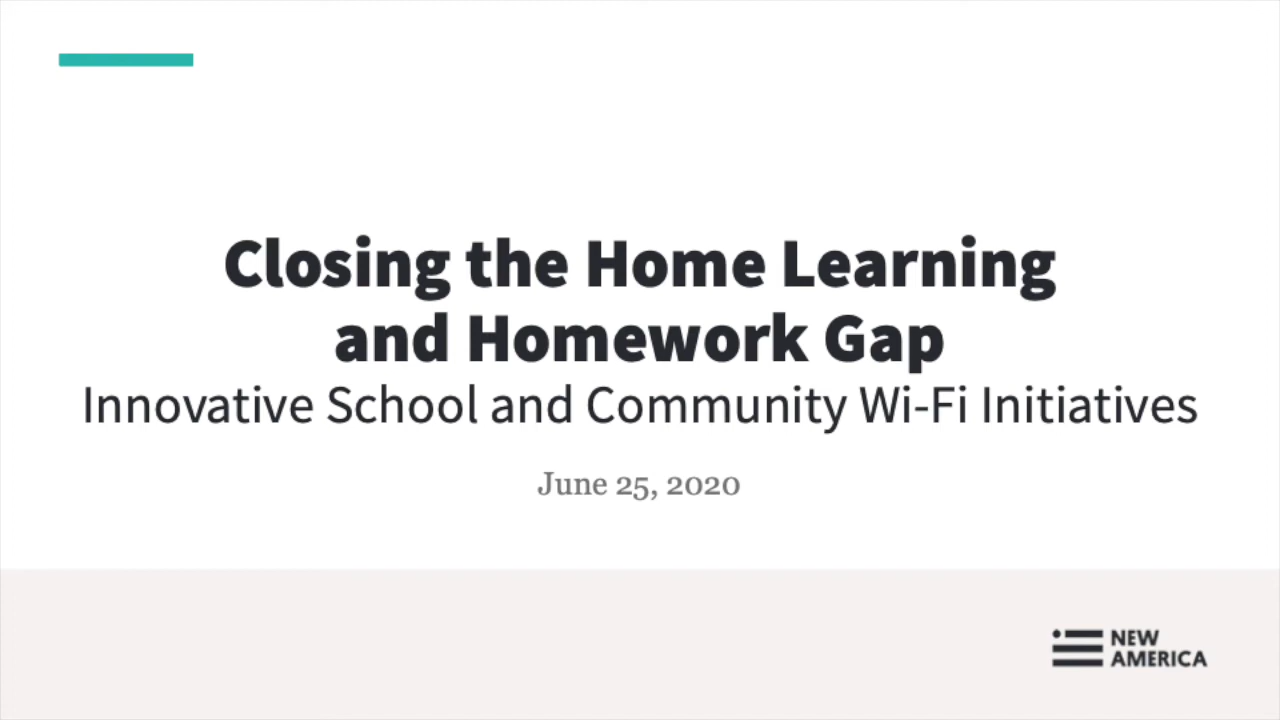 Closing the Home Learning
and Homework Gap
Innovative School and Community Wi-Fi Initiatives
June 25, 2020
NEW
AMERICA